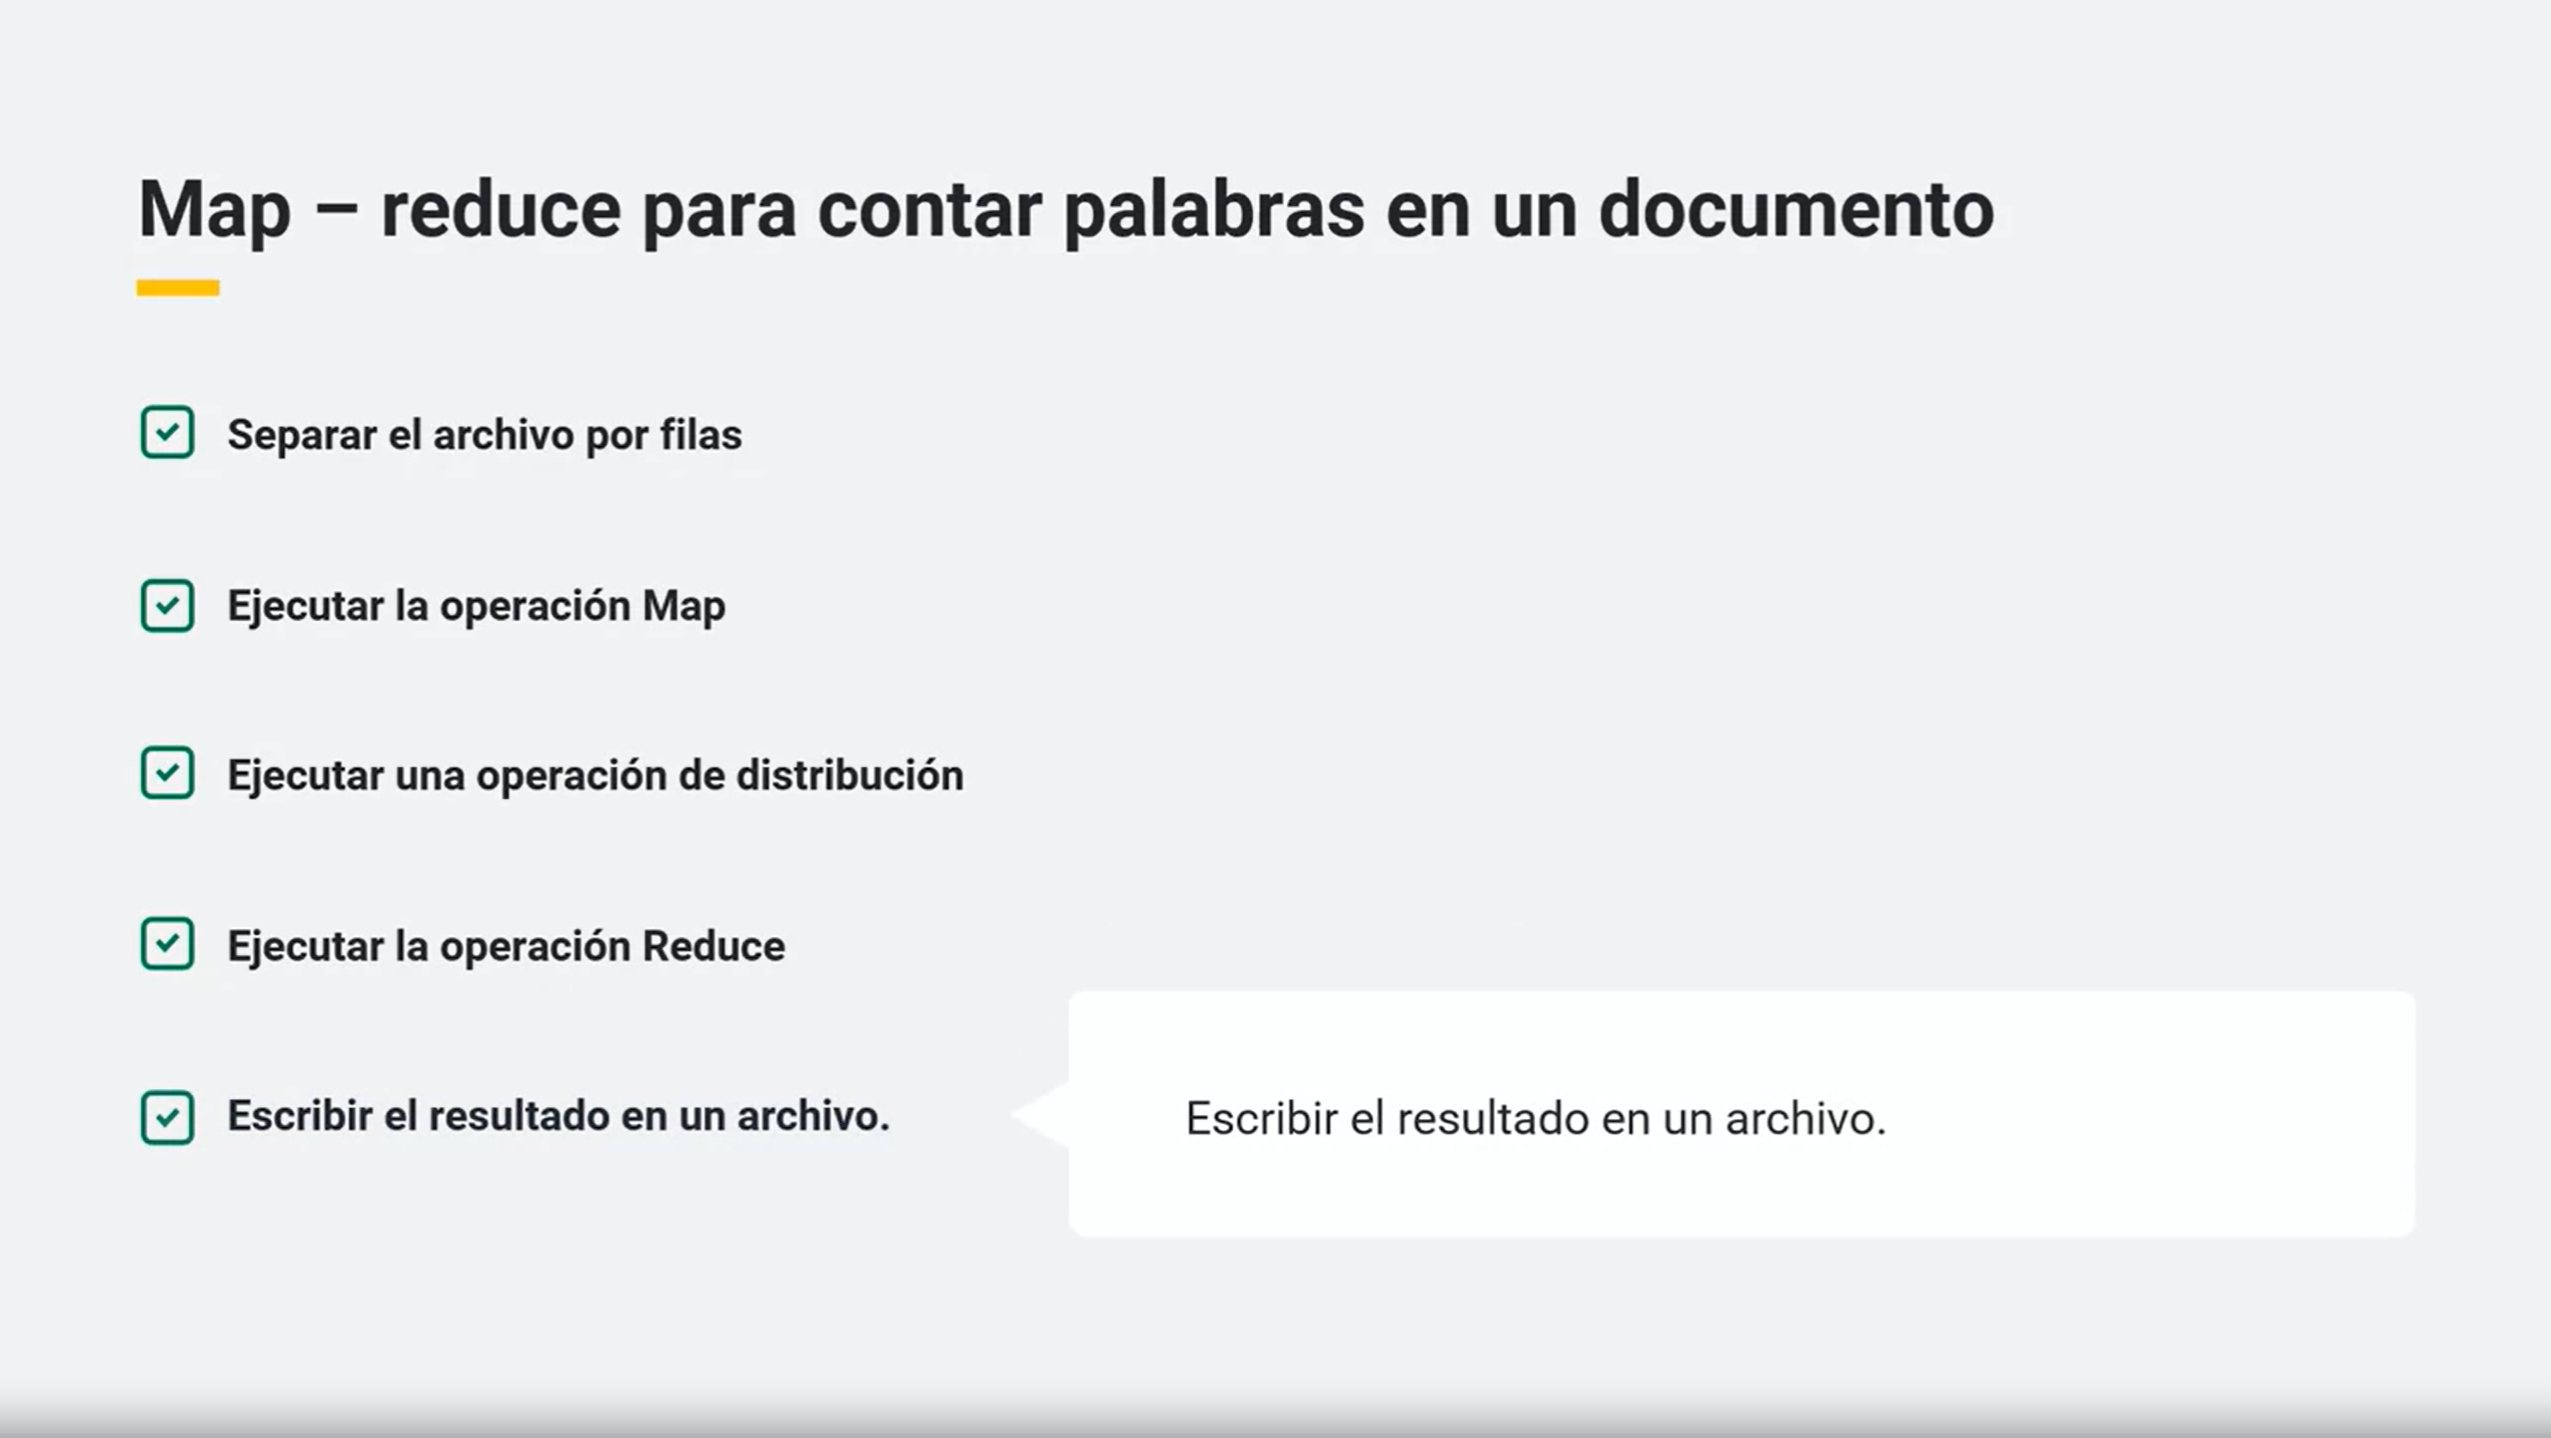 Map – reduce para contar palabras en un documento
Separar el archivo por filas
Ejecutar la operación Map
Ejecutar una operación de distribución
Ejecutar la operación Reduce
Escribir el resultado en un archivo.
Escribir el resultado en un archivo.